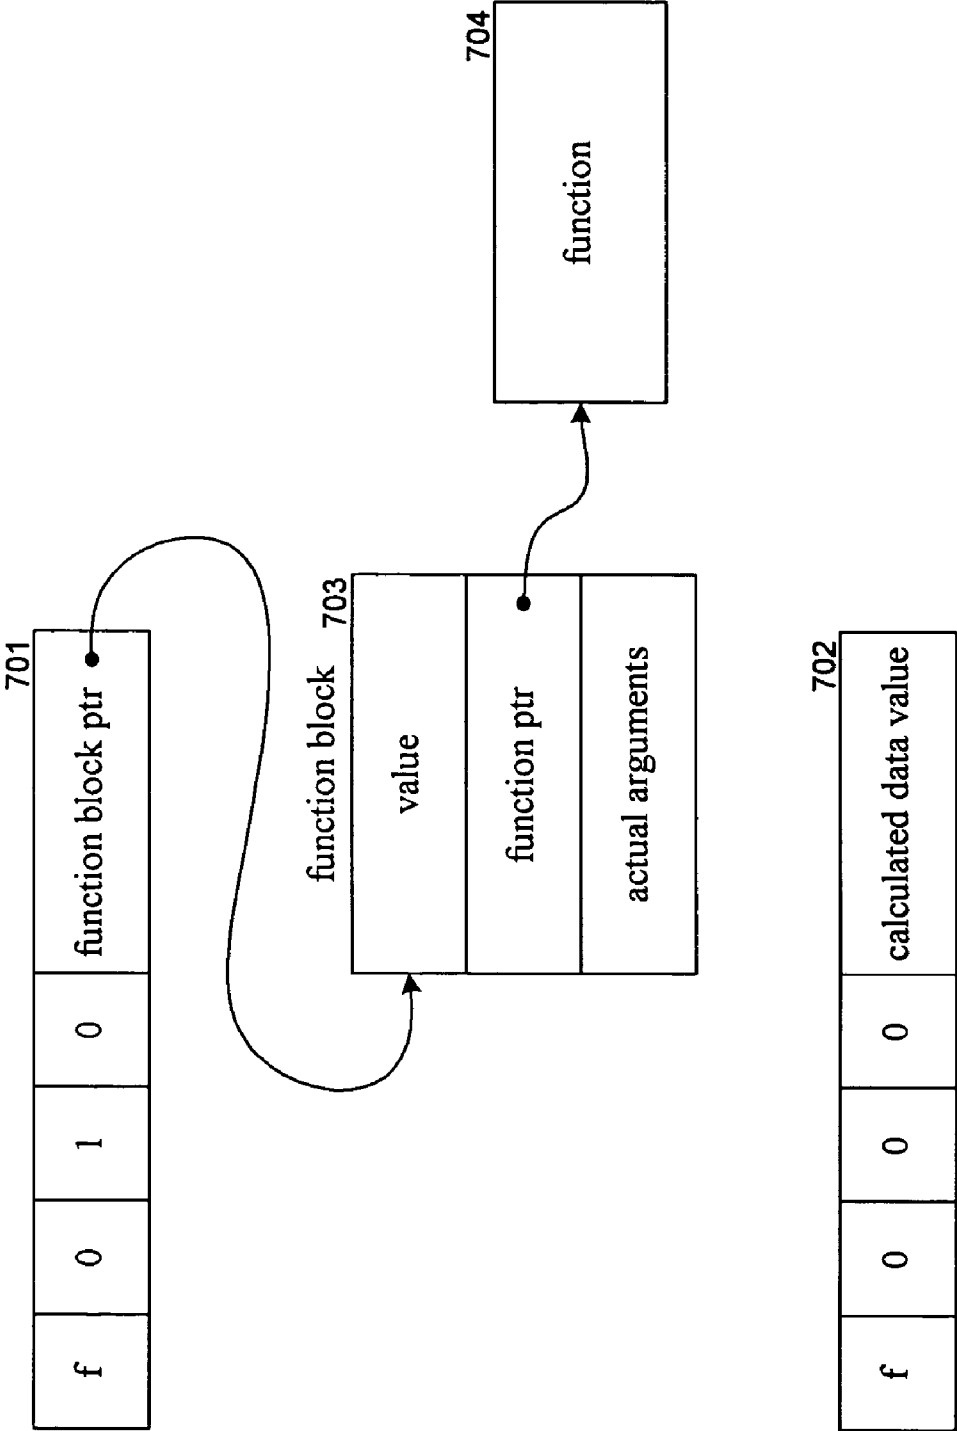 701
f 0 1 0 function block ptr
function block 703
value
function ptr
actual arguments
704
function
702
f 0 0 0 calculated data value